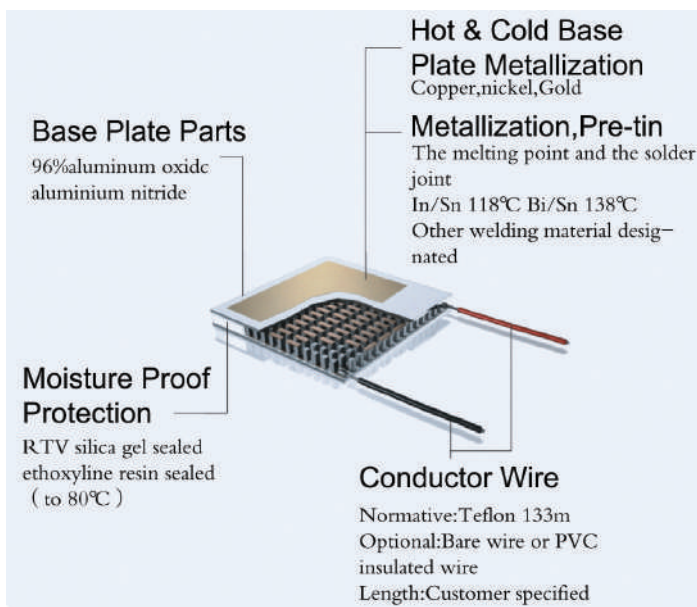 Hot & Cold Base
Plate Metallization
Copper,nickel,Gold
Base Plate Parts
96%aluminum oxidc
aluminium nitride
Metallization,Pre-tin
The melting point and the solder
joint
In/Sn 118℃ Bi/Sn 138℃
Other welding material desig-
nated
Moisture Proof
Protection
RTV silica gel sealed
ethoxyline resin sealed
( to 80℃ )
Conductor Wire
Normative:Teflon 133m
Optional:Bare wire or PVC
insulated wire
Length:Customer specified